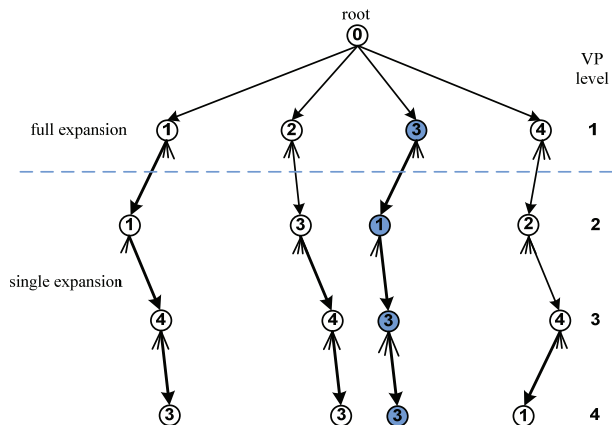 root
0
VP
level
full expansion
1 2 3 4 1
1 3 1 2 2
single expansion
4 4 3 4 3
3 3 3 1 4